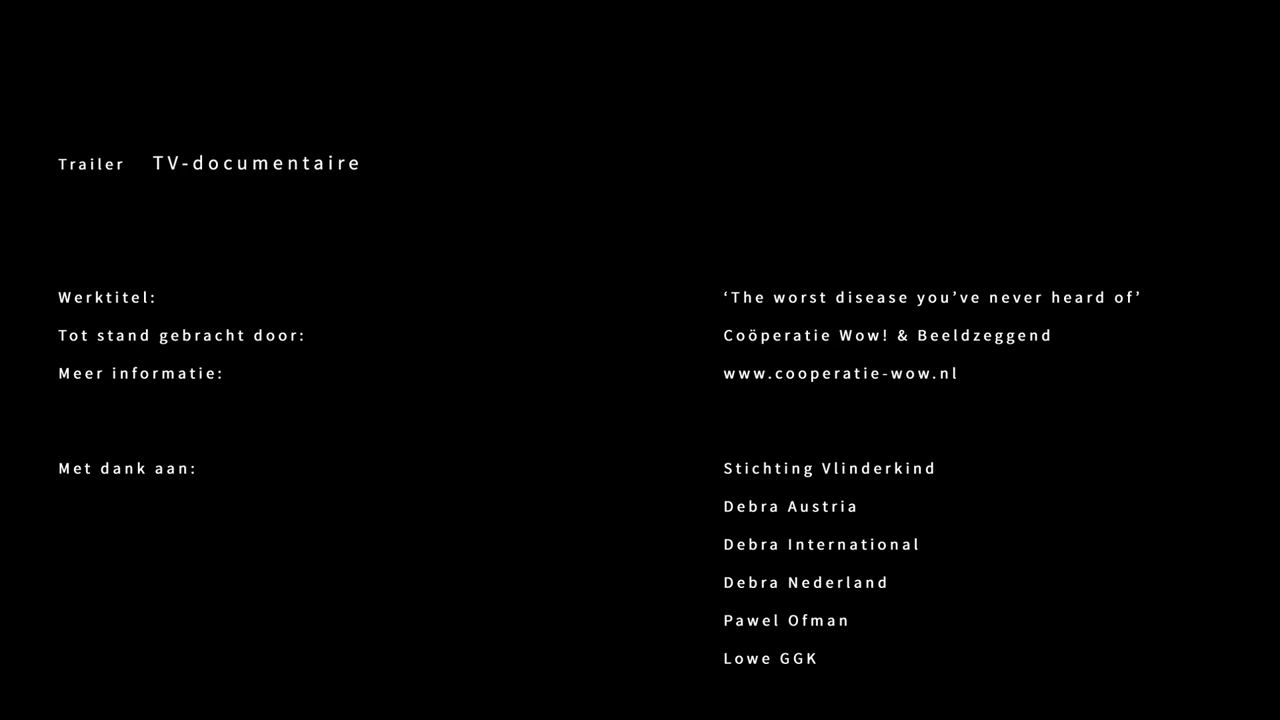 Trailer TV-documentaire
Werktitel: ‘The worst disease you’ve never heard of’
Tot stand gebracht door: Coöperatie Wow! & Beeldzeggend
Meer informatie: www.cooperatie-wow.nl
Met dank aan: Stichting Vlinderkind
Debra Austria
Debra International
Debra Nederland
Pawel Ofman
Lowe GGK